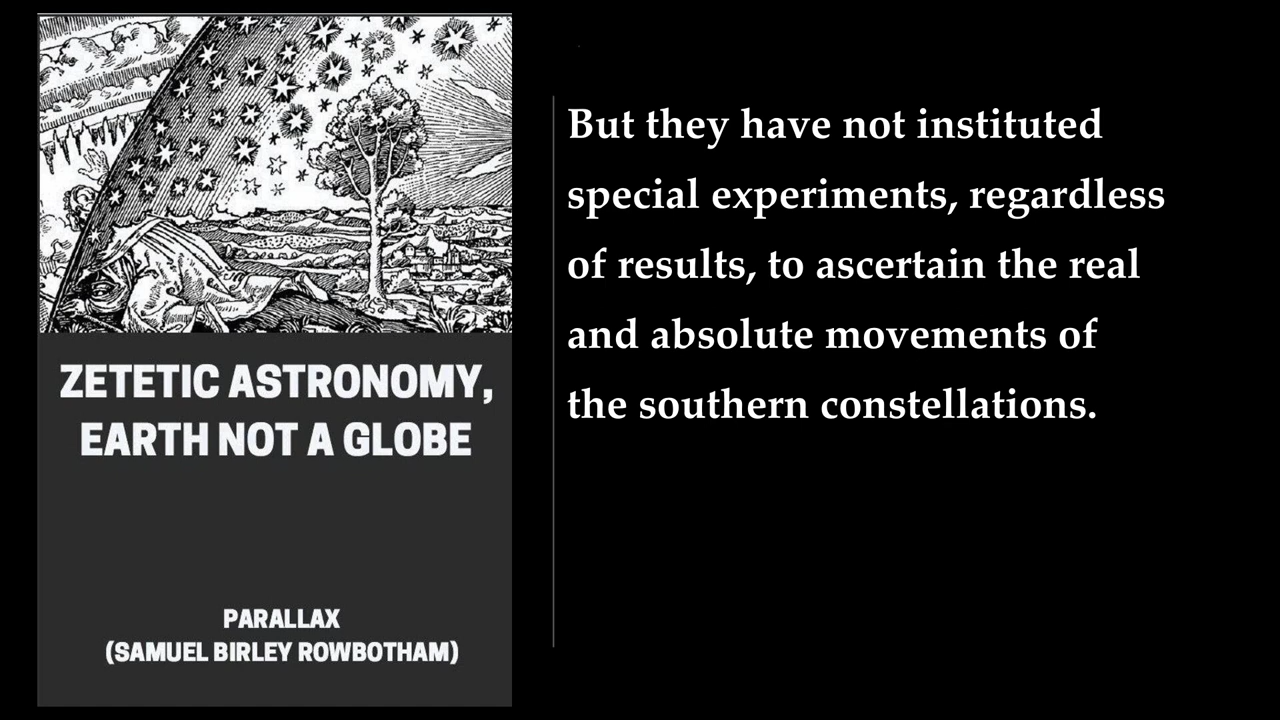 ZETETIC ASTRONOMY,
EARTH NOT A GLOBE
PARALLAX
(SAMUEL BIRLEY ROWBOTHAM)
But they have not instituted
special experiments, regardless
of results, to ascertain the real
and absolute movements of
the southern constellations.